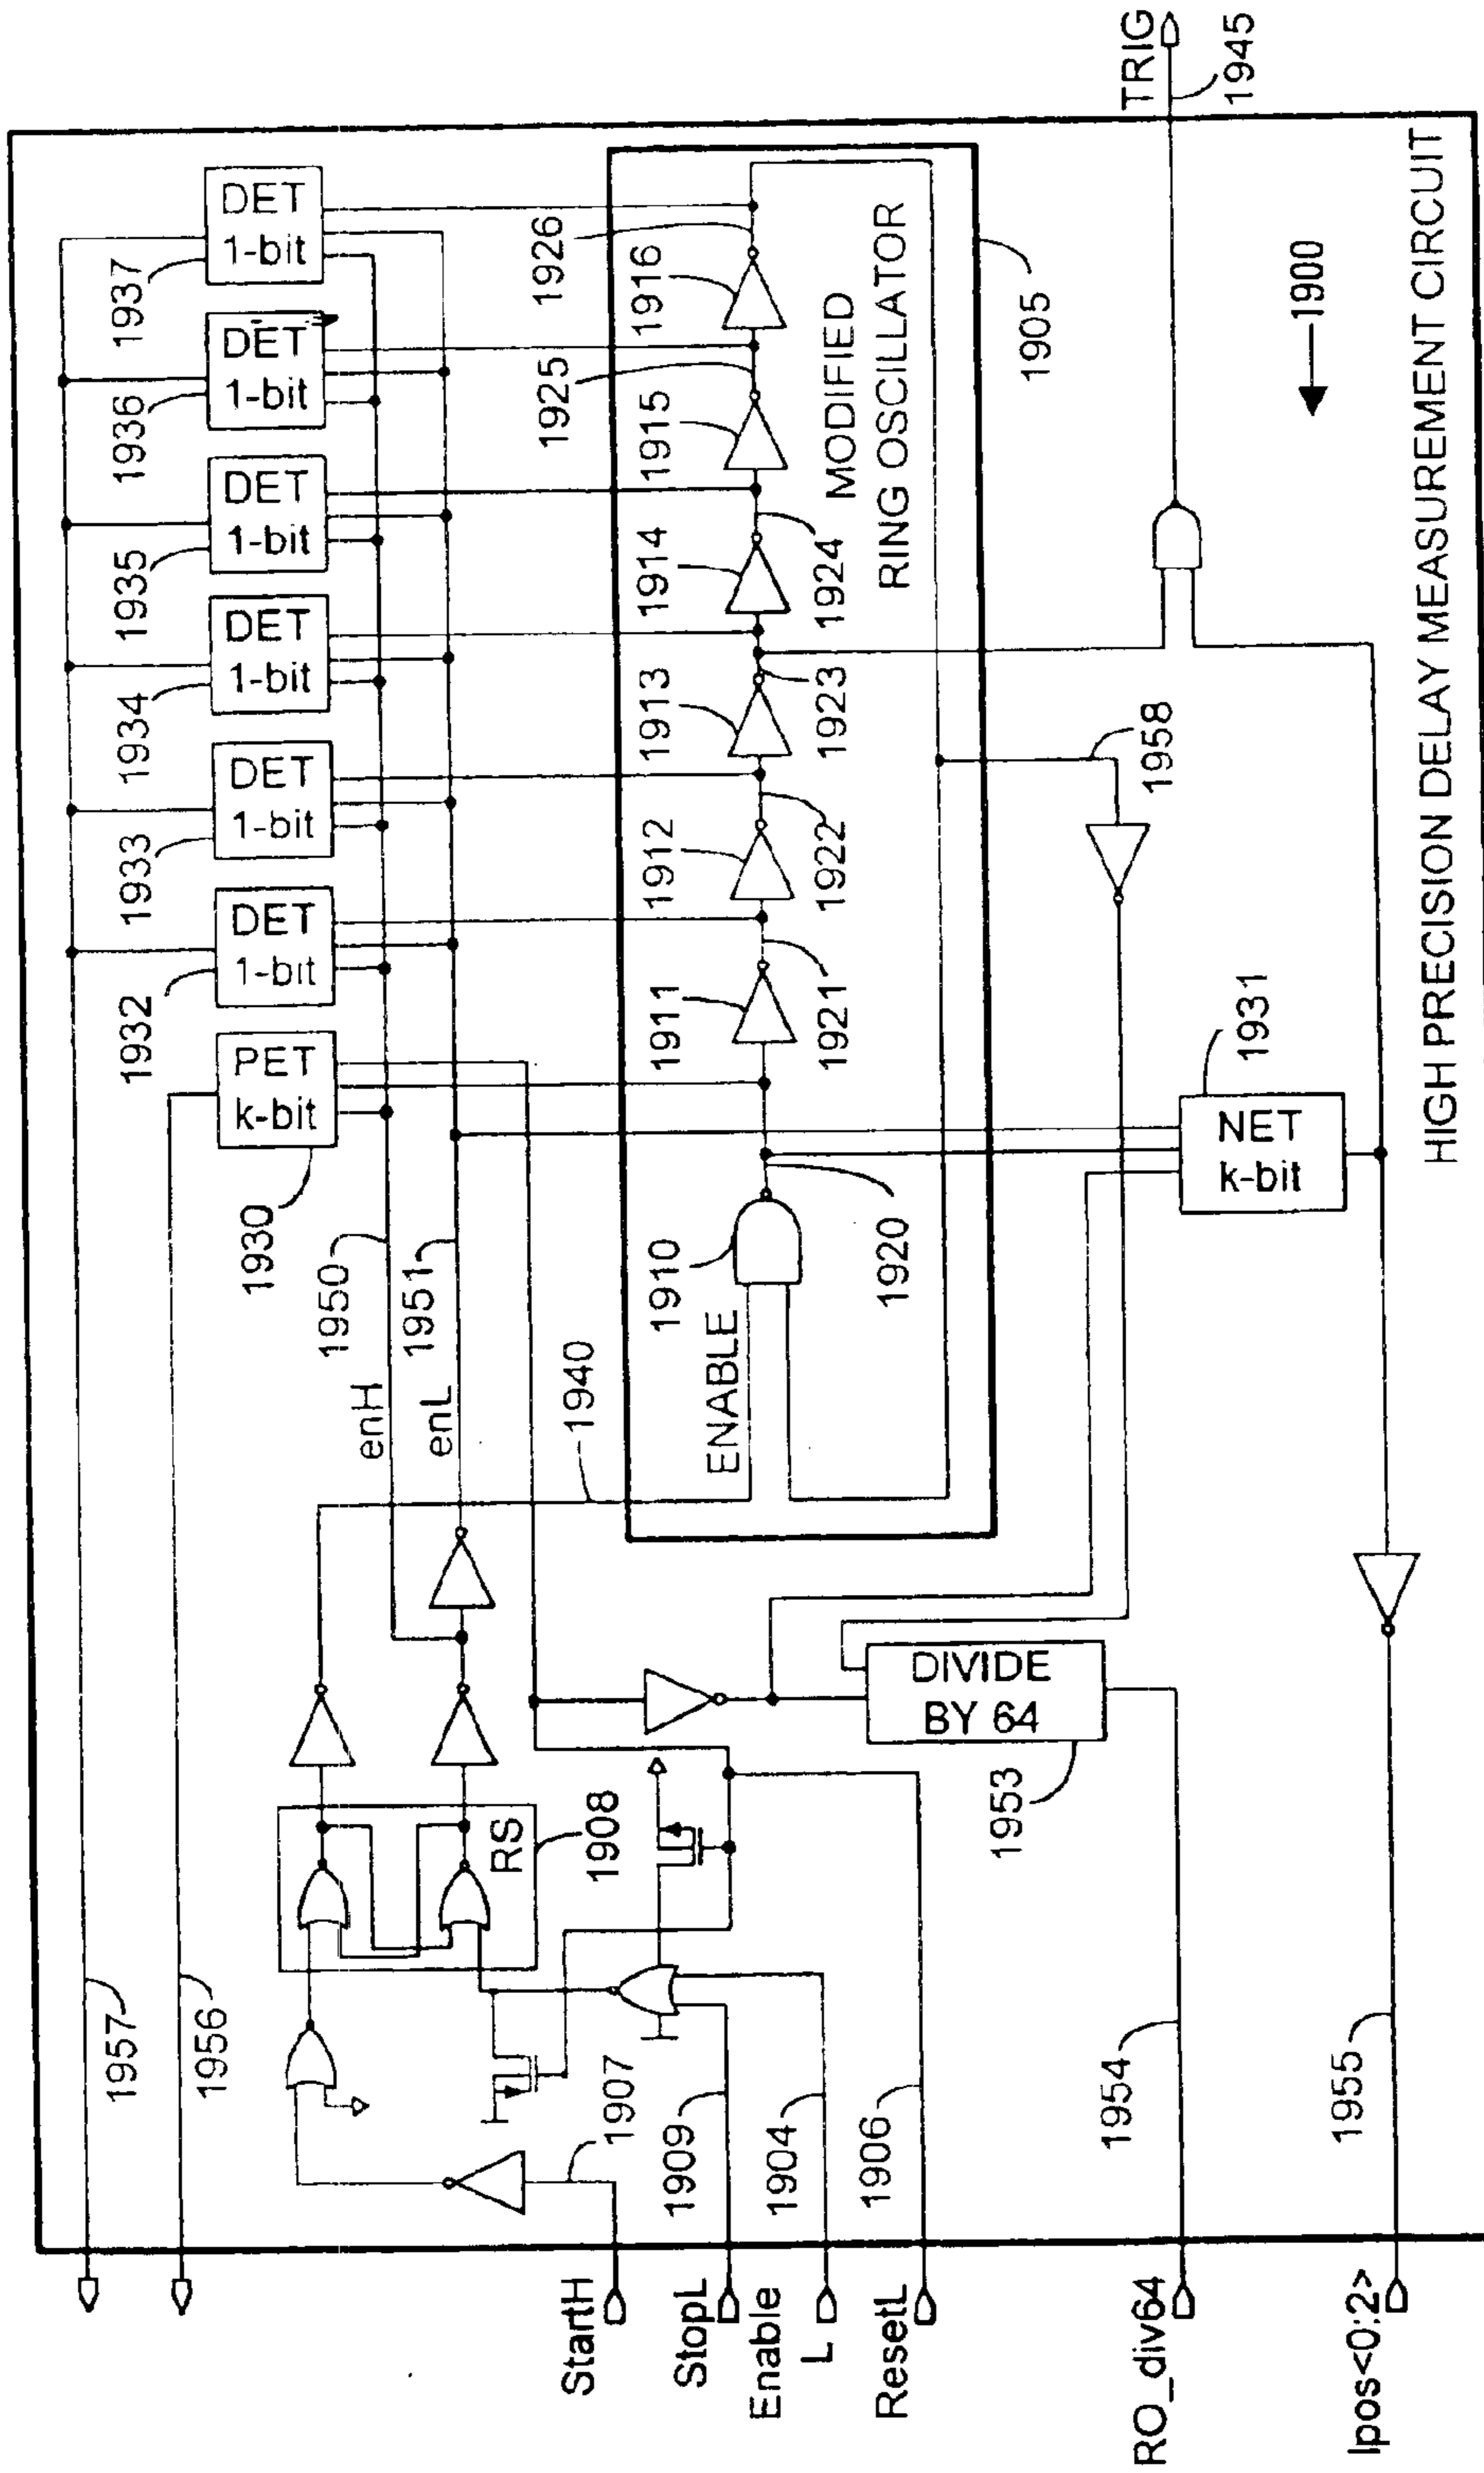 DET
1-bit
1937
DET
1-bit
1936
DET
1-bit
1935
DET
1-bit
1934
DET
1-bit
1933
DET
1-bit
1932
PET
k-bit
1930
1950
1951
enH
enL
1940
1957
1956
RS
1908
1907
1909
1904
1906
StartH
StopL
Enable
L
ResetL
RO_div64
Ipos<0:2>
1954
1955
DIVIDE
BY 64
1953
ENABLE
1910
1920
1911
1921
1912
1922
1913
1923
1914
1924
1915
1925
1916
1926
MODIFIED
RING OSCILLATOR
1905
1958
NET
k-bit
1931
TRIG
1945
1900
HIGH PRECISION DELAY MEASUREMENT CIRCUIT